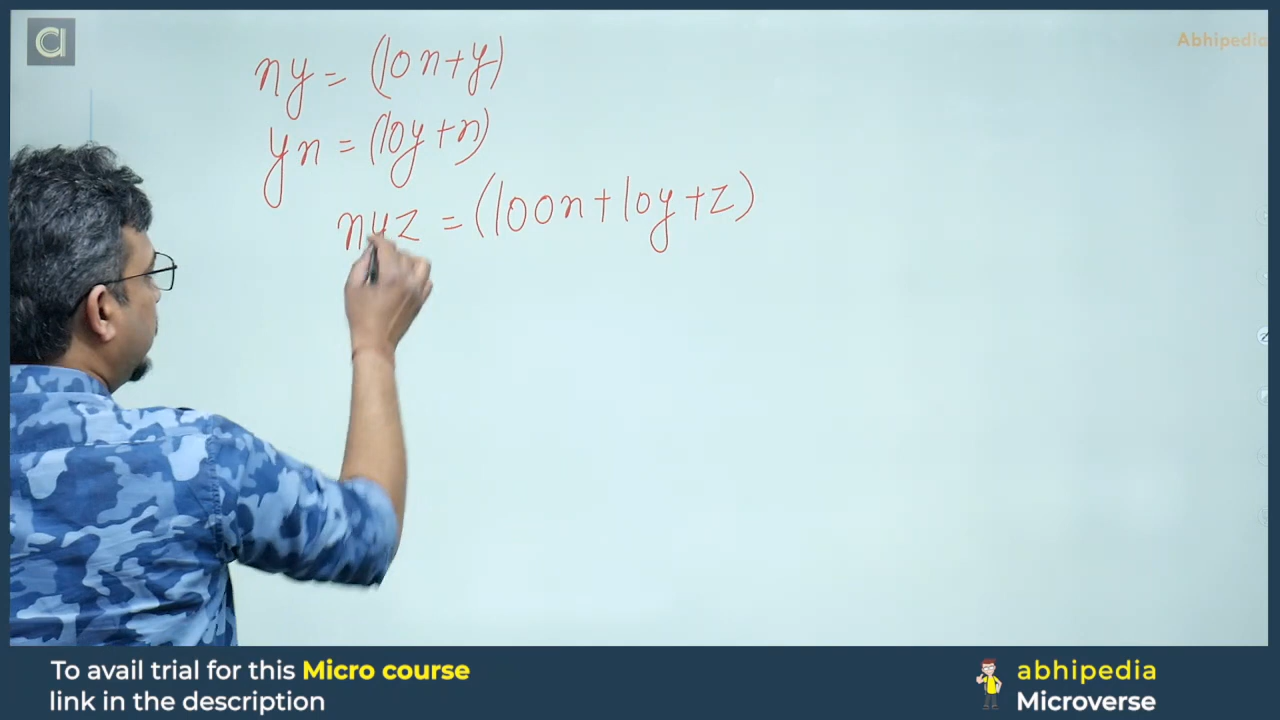 a
Abhipedia
xy = (10x+y)
yx = (10y+x)
xyz = (100x+10y+z)
To avail trial for this Micro course
link in the description
abhipedia
Microverse